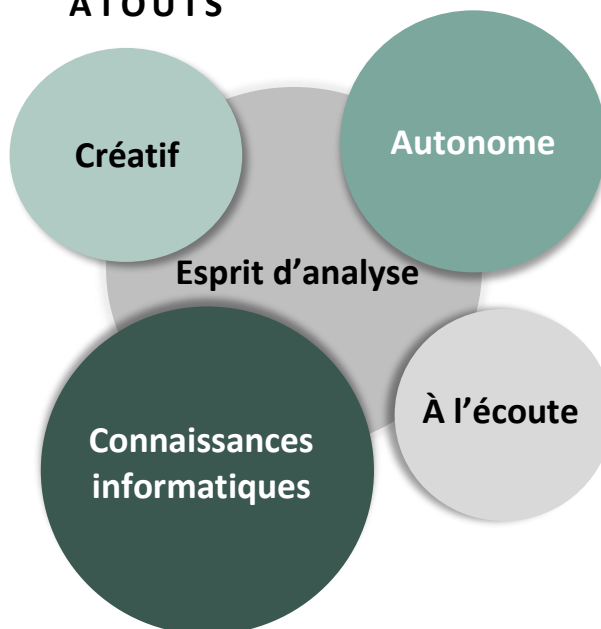 ATOUTS
Créatif
Autonome
Esprit d’analyse
À l’écoute
Connaissances
informatiques